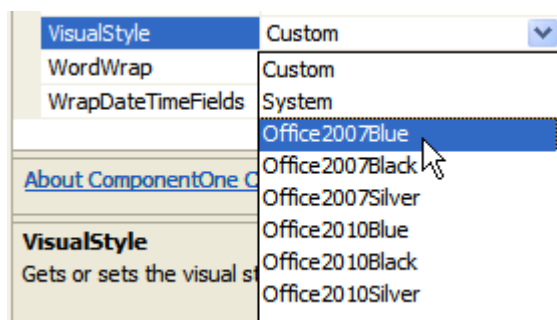 VisualStyle Custom
WordWrap Custom
WrapDateTimeFields System
Office2007Blue
Office2007Black
About ComponentOne
Office2007Silver
Office2010Blue
VisualStyle
Office2010Black
Gets or sets the visual
Office2010Silver